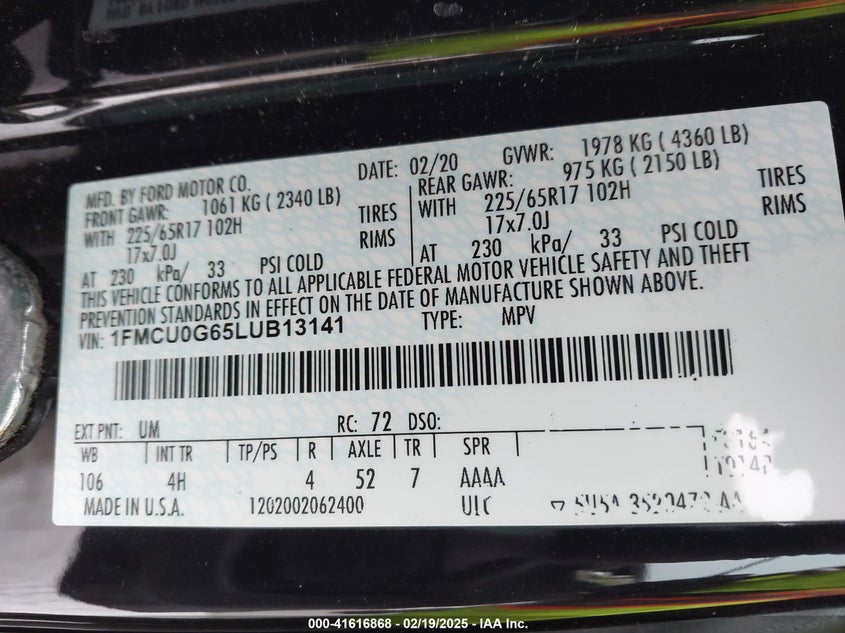 MFD. BY FORD MOTOR CO.
DATE: 02/20 GVWR: 1978 KG ( 4360 LB)
FRONT GAWR: 1061 KG ( 2340 LB) REAR GAWR: 975 KG ( 2150 LB)
WITH 225/65R17 102H TIRES WITH 225/65R17 102H TIRES
17x7.0J RIMS 17x7.0J RIMS
AT 230 kPa/ 33 PSI COLD AT 230 kPa/ 33 PSI COLD
THIS VEHICLE CONFORMS TO ALL APPLICABLE FEDERAL MOTOR VEHICLE SAFETY AND THEFT
PREVENTION STANDARDS IN EFFECT ON THE DATE OF MANUFACTURE SHOWN ABOVE.
VIN: 1FMCU0G65LUB13141 TYPE: MPV
EXT PNT: UM RC: 72 DSO:
WB INT TR TP/PS R AXLE TR SPR
106 4H 4 52 7 AAAA
MADE IN U.S.A. 1202002062400
000-41616868 - 02/19/2025 - IAA Inc.